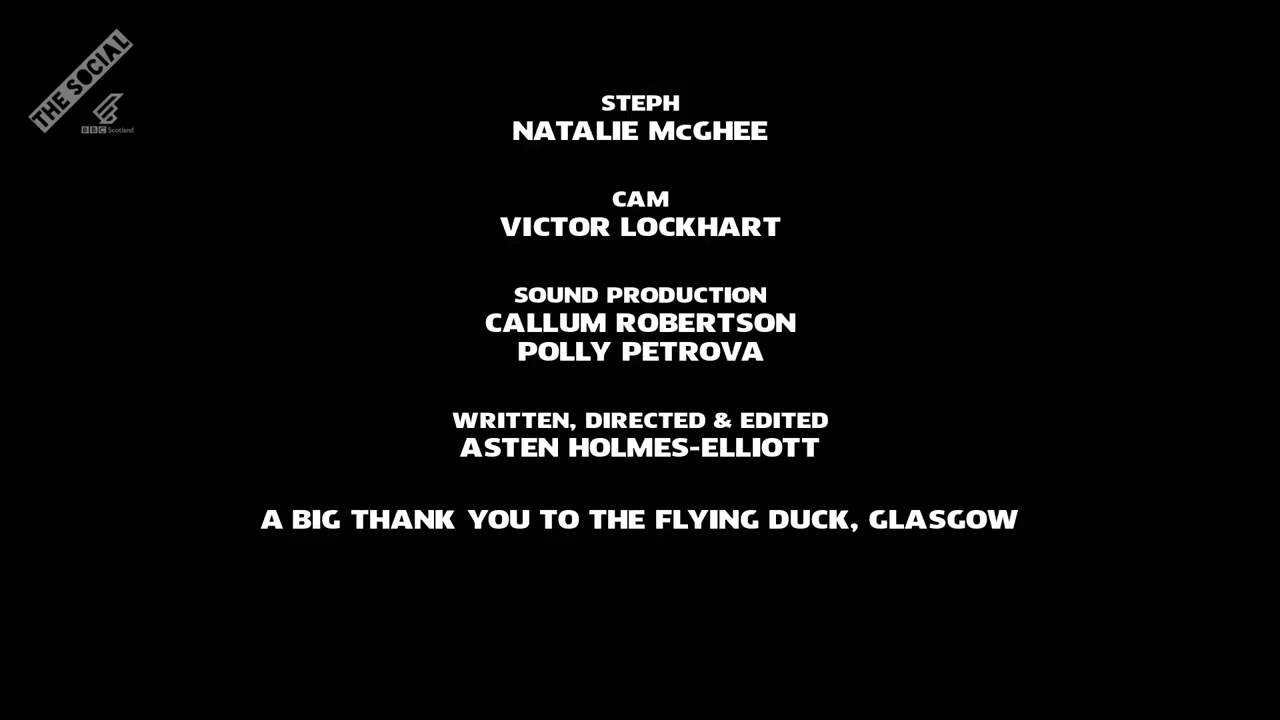 THE SOCIAL
BBC Scotland
STEPH
NATALIE McGHEE
CAM
VICTOR LOCKHART
SOUND PRODUCTION
CALLUM ROBERTSON
POLLY PETROVA
WRITTEN, DIRECTED & EDITED
ASTEN HOLMES-ELLIOTT
A BIG THANK YOU TO THE FLYING DUCK, GLASGOW